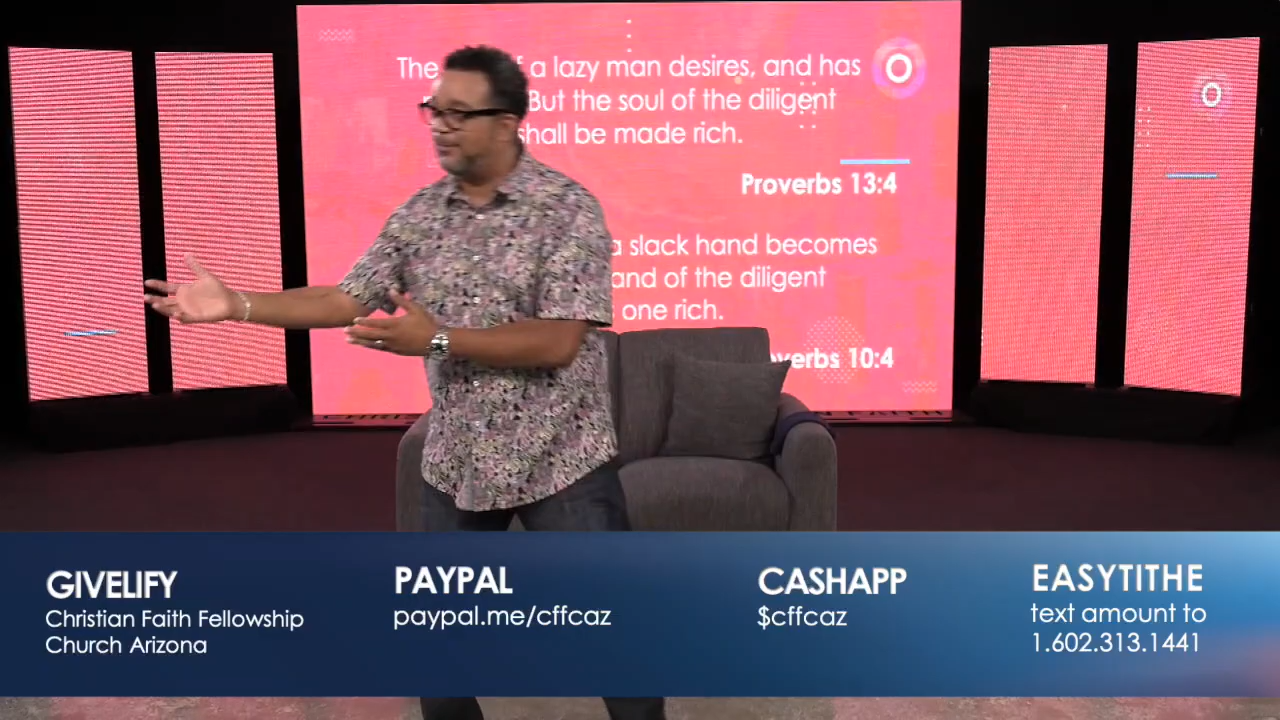 The a lazy man desires, and has
But the soul of the diligent
shall be made rich.
Proverbs 13:4
a slack hand becomes
and of the diligent
one rich.
verbs 10:4
GIVELIFY
Christian Faith Fellowship
Church Arizona
PAYPAL
paypal.me/cffcaz
CASHAPP
$cffcaz
EASYTITHE
text amount to
1.602.313.1441